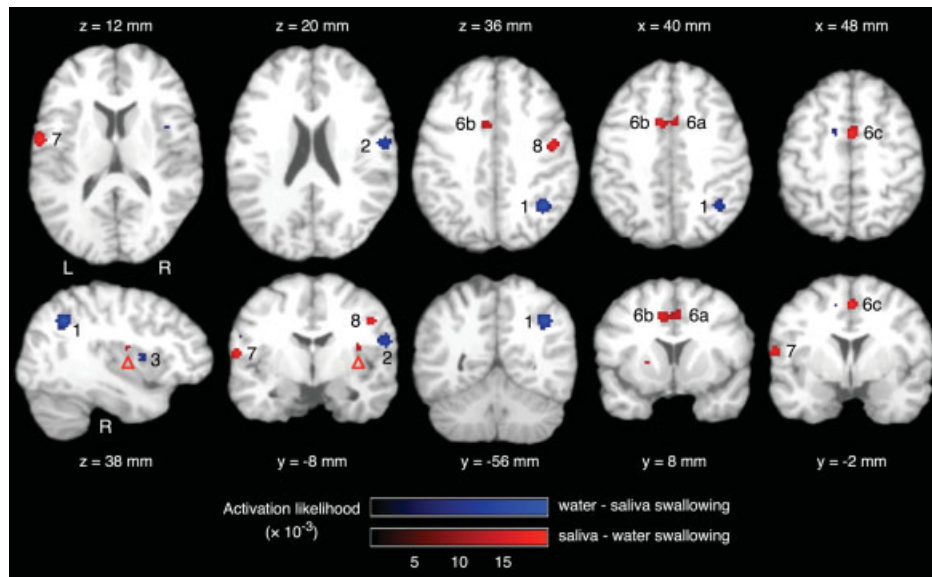 z = 12 mm z = 20 mm z = 36 mm x = 40 mm x = 48 mm
7 2 6b 8 1 6b 6a 1 6c
L R
1 3 8 7 2 1 6b 6a 6c 7
R
z = 38 mm y = -8 mm y = -56 mm y = 8 mm y = -2 mm
Activation likelihood water - saliva swallowing
(× 10⁻³) saliva - water swallowing
5 10 15